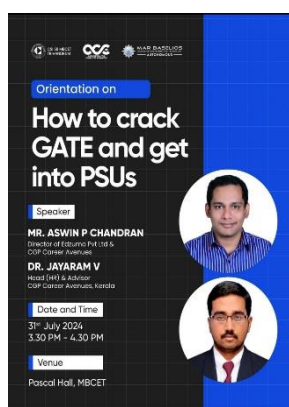 MAR BASELIOS
AUTONOMOUS
Orientation on
How to crack
GATE and get
into PSUs
Speaker
MR. ASWIN P CHANDRAN
Director of Edzumo Pvt Ltd &
CGP Career Avenues
DR. JAYARAM V
Head (HR) & Advisor
CGP Career Avenues, Kerala
Date and Time
31st July 2024
3.30 PM - 4.30 PM
Venue
Pascal Hall, MBCET